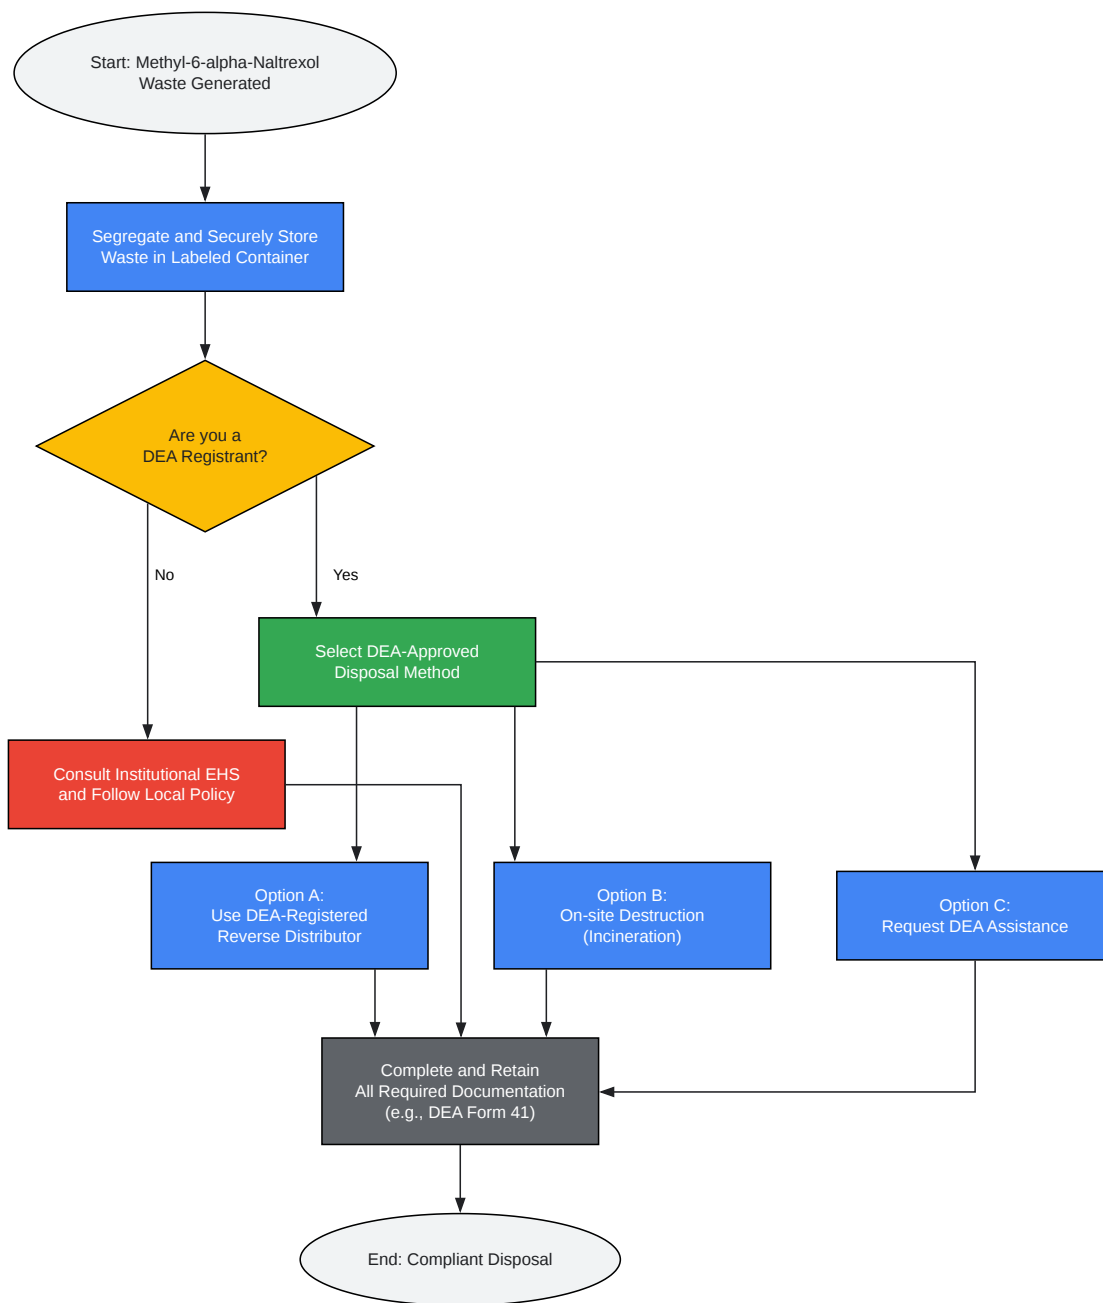 Start: Methyl-6-alpha-Naltrexol
Waste Generated
Segregate and Securely Store
Waste in Labeled Container
Are you a
DEA Registrant?
No
Yes
Select DEA-Approved
Disposal Method
Consult Institutional EHS
and Follow Local Policy
Option A:
Use DEA-Registered
Reverse Distributor
Option B:
On-site Destruction
(Incineration)
Option C:
Request DEA Assistance
Complete and Retain
All Required Documentation
(e.g., DEA Form 41)
End: Compliant Disposal